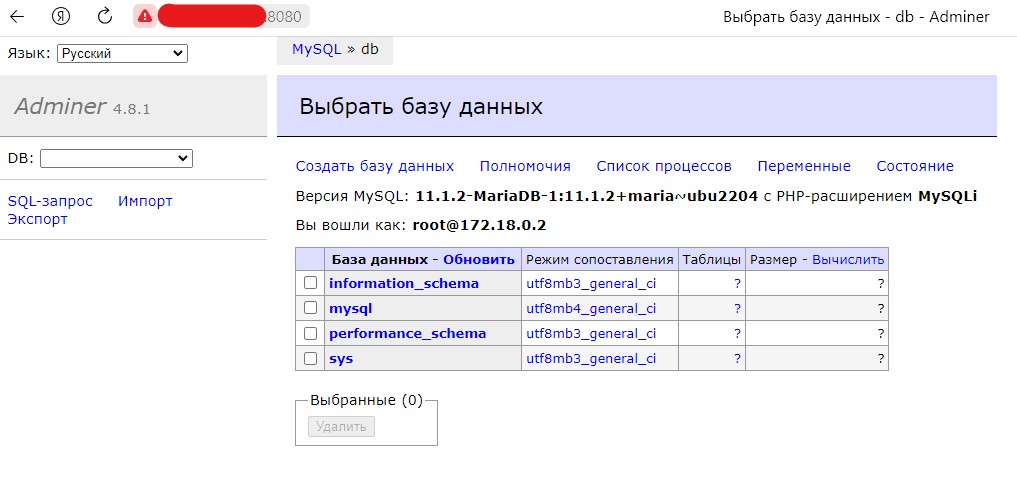 8080
Выбрать базу данных - db - Adminer
Язык: Русский
MySQL » db
Adminer 4.8.1
Выбрать базу данных
DB:
SQL-запрос Импорт
Экспорт
Создать базу данных Полномочия Список процессов Переменные Состояние
Версия MySQL: 11.1.2-MariaDB-1:11.1.2+maria~ubu2204 с PHP-расширением MySQLi
Вы вошли как: root@172.18.0.2
База данных - Обновить Режим сопоставления Таблицы Размер - Вычислить
information_schema utf8mb3_general_ci ? ?
mysql utf8mb4_general_ci ? ?
performance_schema utf8mb3_general_ci ? ?
sys utf8mb3_general_ci ? ?
Выбранные (0)
Удалить